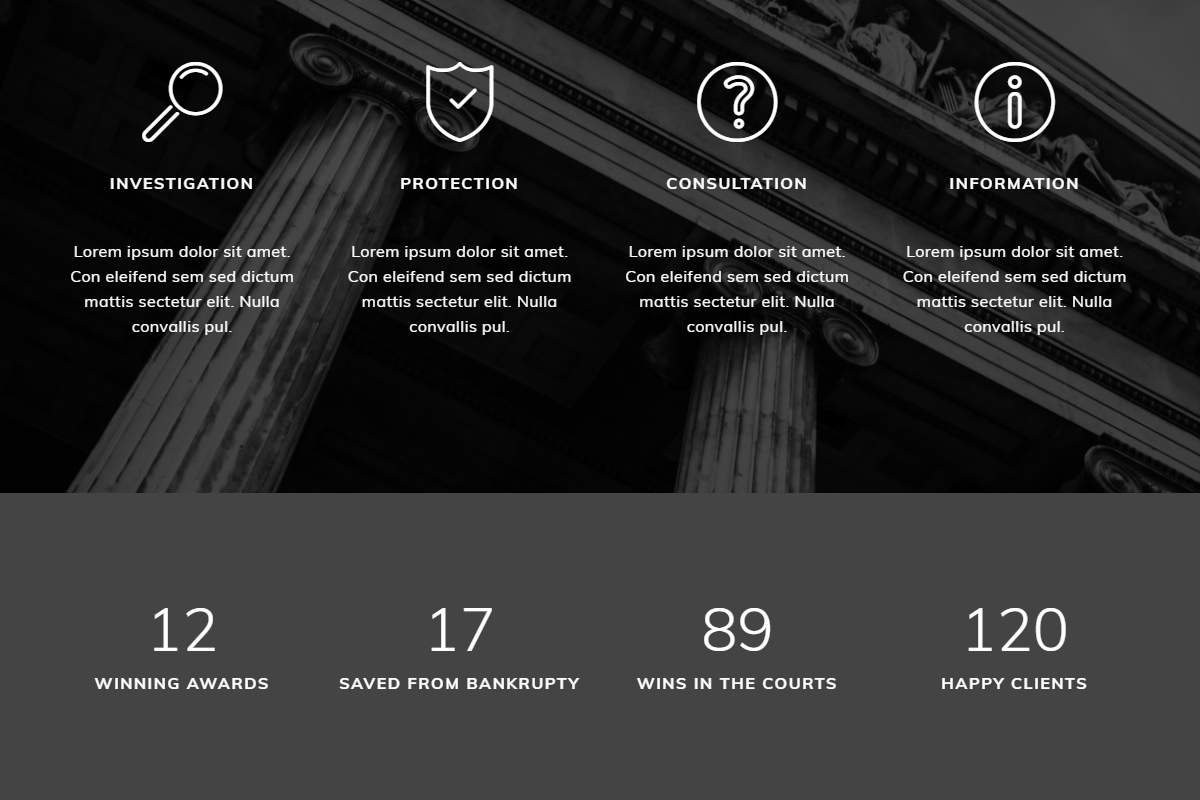 INVESTIGATION
Lorem ipsum dolor sit amet.
Con eleifend sem sed dictum
mattis sectetur elit. Nulla
convallis pul.
PROTECTION
Lorem ipsum dolor sit amet.
Con eleifend sem sed dictum
mattis sectetur elit. Nulla
convallis pul.
CONSULTATION
Lorem ipsum dolor sit amet.
Con eleifend sem sed dictum
mattis sectetur elit. Nulla
convallis pul.
INFORMATION
Lorem ipsum dolor sit amet.
Con eleifend sem sed dictum
mattis sectetur elit. Nulla
convallis pul.
12
WINNING AWARDS
17
SAVED FROM BANKRUPTY
89
WINS IN THE COURTS
120
HAPPY CLIENTS